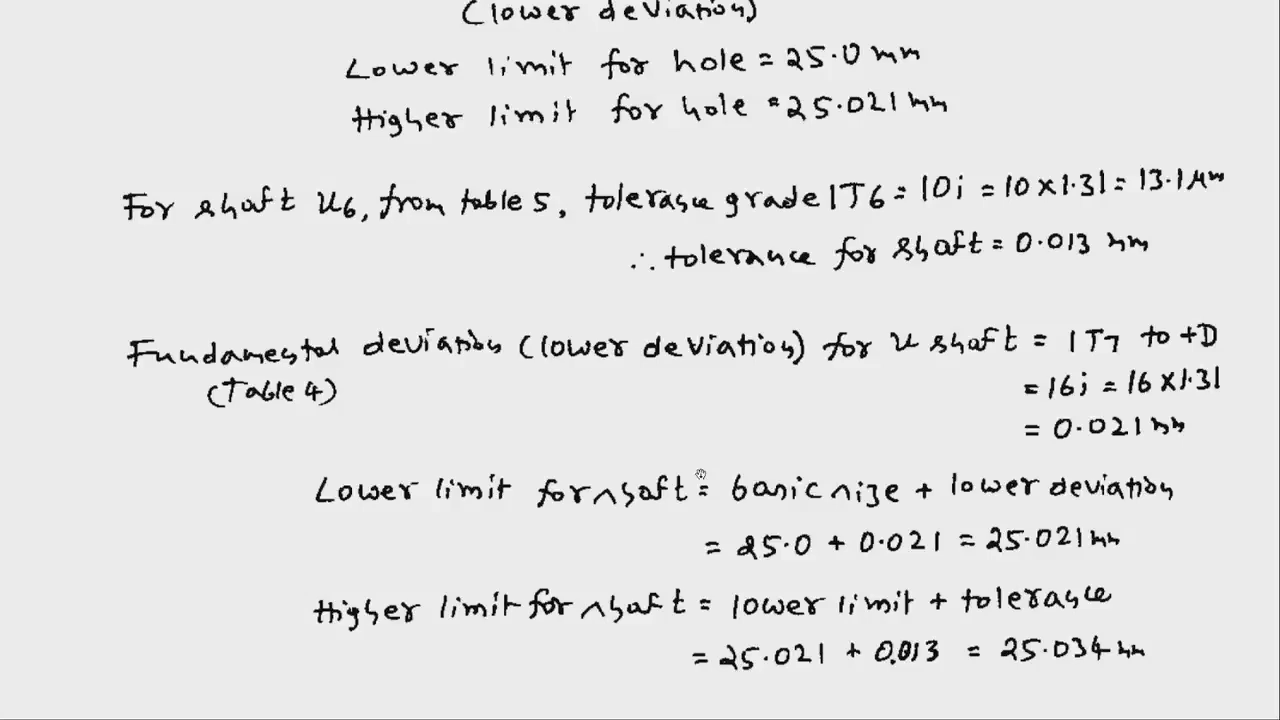 (lower deviation)
Lower limit for hole = 25.0 mm
Higher limit for hole = 25.021 mm
For shaft u6, from table 5, tolerance grade IT6 = 10i = 10 x 1.31 = 13.1 μm
∴ tolerance for shaft = 0.013 mm
Fundamental deviation (lower deviation) for u shaft = IT7 to +D
(Table 4)
= 16i = 16 x 1.31
= 0.021 mm
Lower limit for shaft = basic size + lower deviation
= 25.0 + 0.021 = 25.021 mm
Higher limit for shaft = lower limit + tolerance
= 25.021 + 0.013 = 25.034 mm